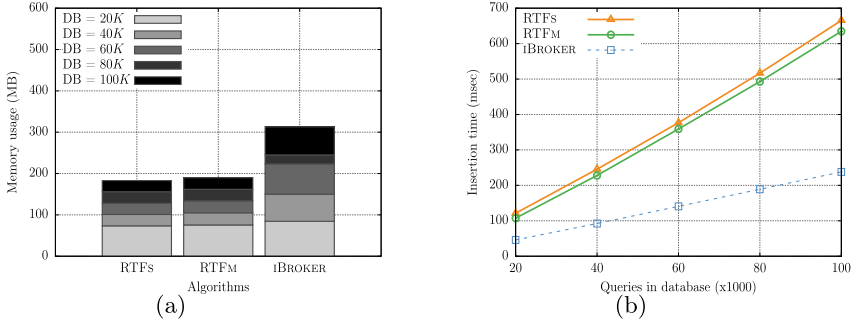 600
500
400
300
200
100
0
Memory usage (MB)
DB = 20K
DB = 40K
DB = 60K
DB = 80K
DB = 100K
RTFS RTFM IBROKER
Algorithms
(a)
700
600
500
400
300
200
100
0
Insertion time (msec)
RTFS
RTFM
IBROKER
20 40 60 80 100
Queries in database (x1000)
(b)